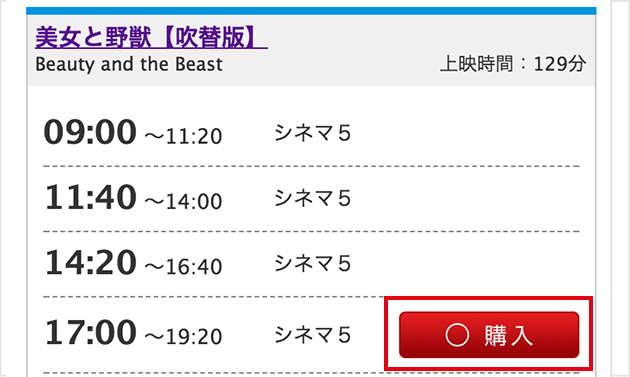 美女と野獣【吹替版】
Beauty and the Beast 上映時間：129分
09:00 〜11:20 シネマ５
11:40 〜14:00 シネマ５
14:20 〜16:40 シネマ５
17:00 〜19:20 シネマ５ ○ 購入